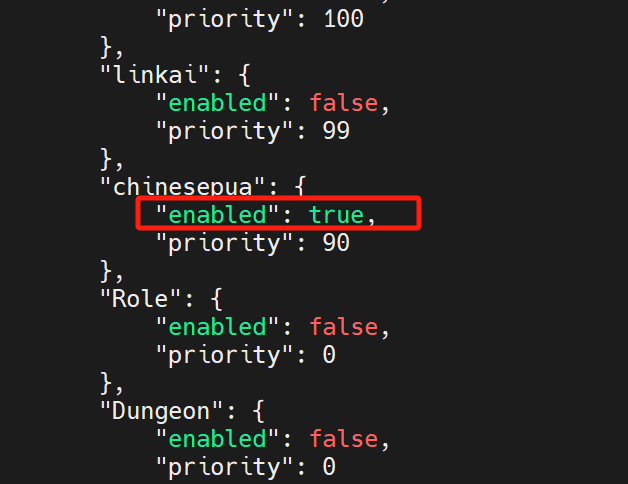 "priority": 100
},
"linkai": {
"enabled": false,
"priority": 99
},
"chinesepua": {
"enabled": true,
"priority": 90
},
"Role": {
"enabled": false,
"priority": 0
},
"Dungeon": {
"enabled": false,
"priority": 0